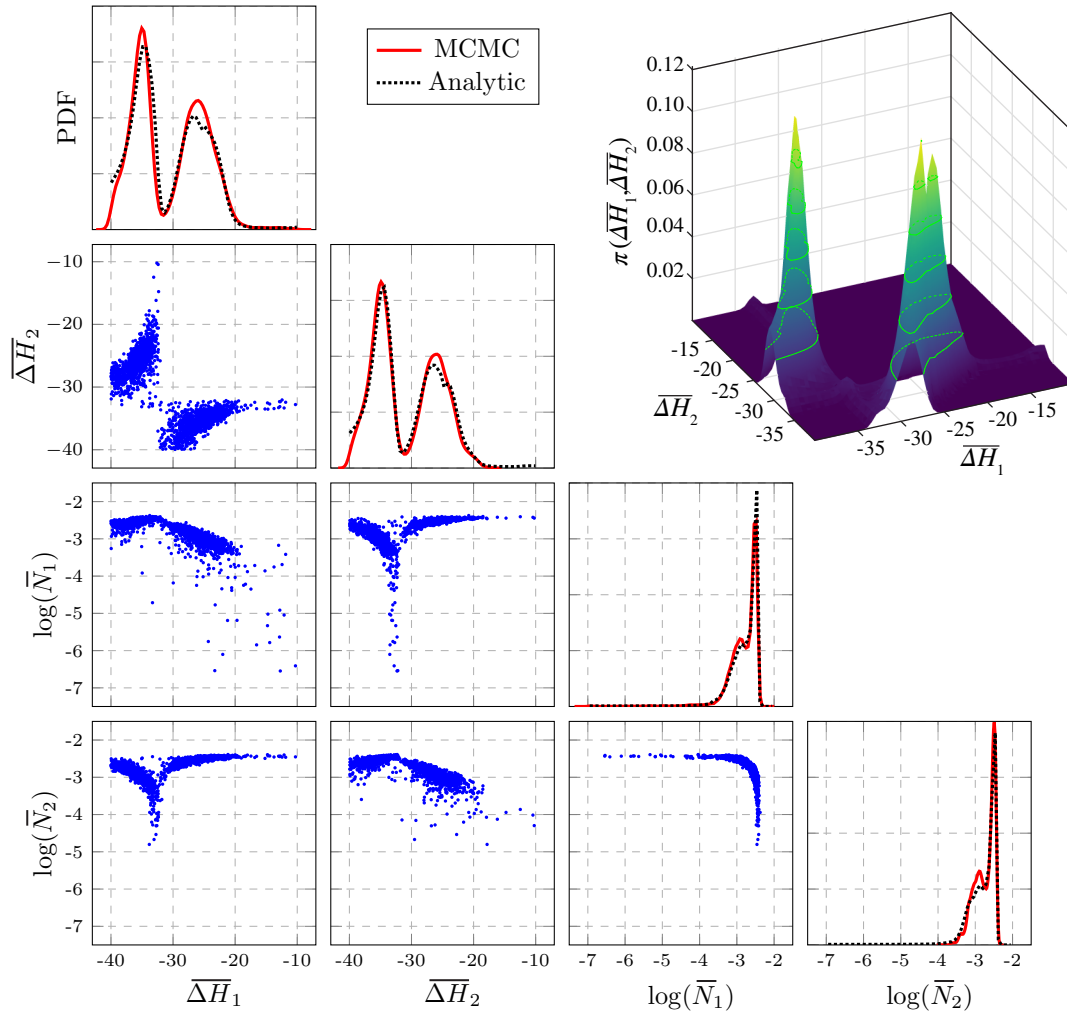 MCMC
Analytic
PDF
0.12
0.10
0.08
0.06
0.04
0.02
π(ΔH̅₁,ΔH̅₂)
-15
-20
-25
-30
-35
ΔH̅₂
-35
-30
-25
-20
-15
ΔH̅₁
ΔH̅₂
−10
−20
−30
−40
log(N̅₁)
-2
-3
-4
-5
-6
-7
log(N̅₂)
-2
-3
-4
-5
-6
-7
-40 -30 -20 -10
-40 -30 -20 -10
-7 -6 -5 -4 -3 -2
-7 -6 -5 -4 -3 -2
ΔH̅₁
ΔH̅₂
log(N̅₁)
log(N̅₂)